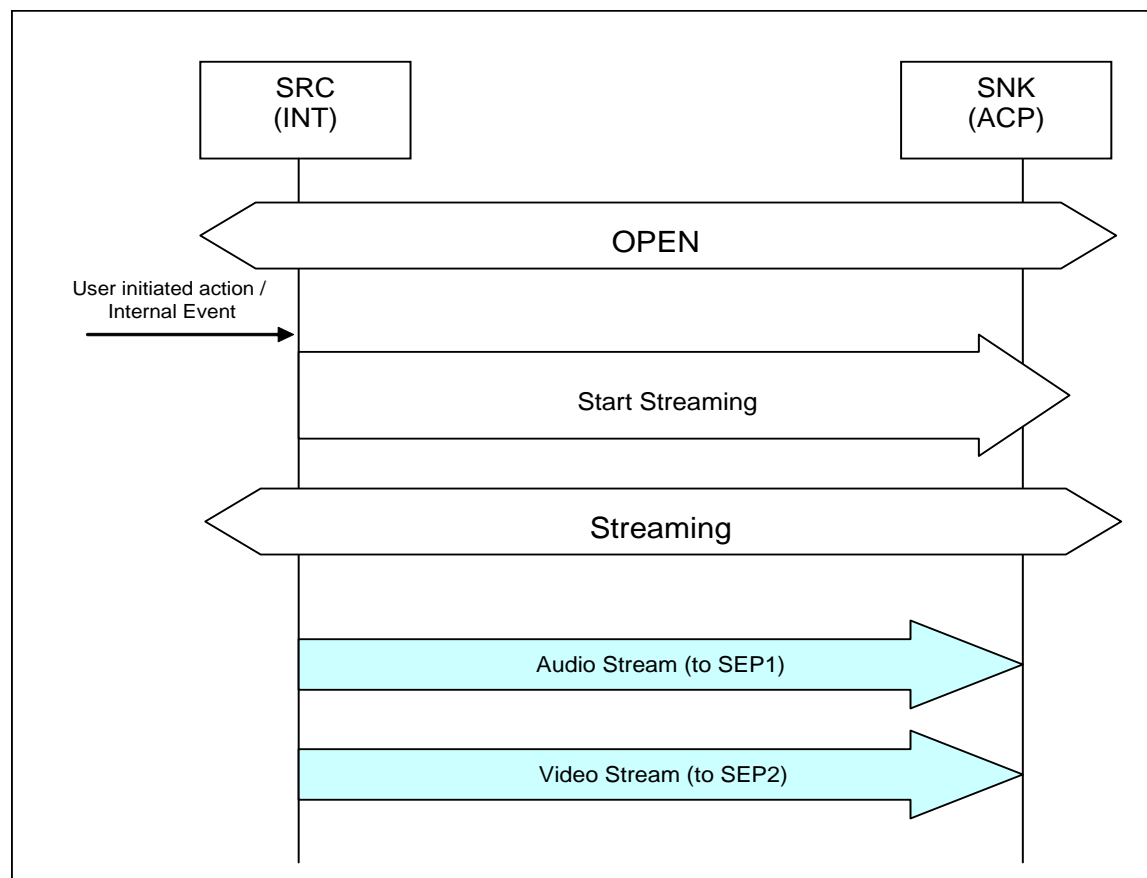 SRC
(INT)
SNK
(ACP)
OPEN
User initiated action /
Internal Event
Start Streaming
Streaming
Audio Stream (to SEP1)
Video Stream (to SEP2)